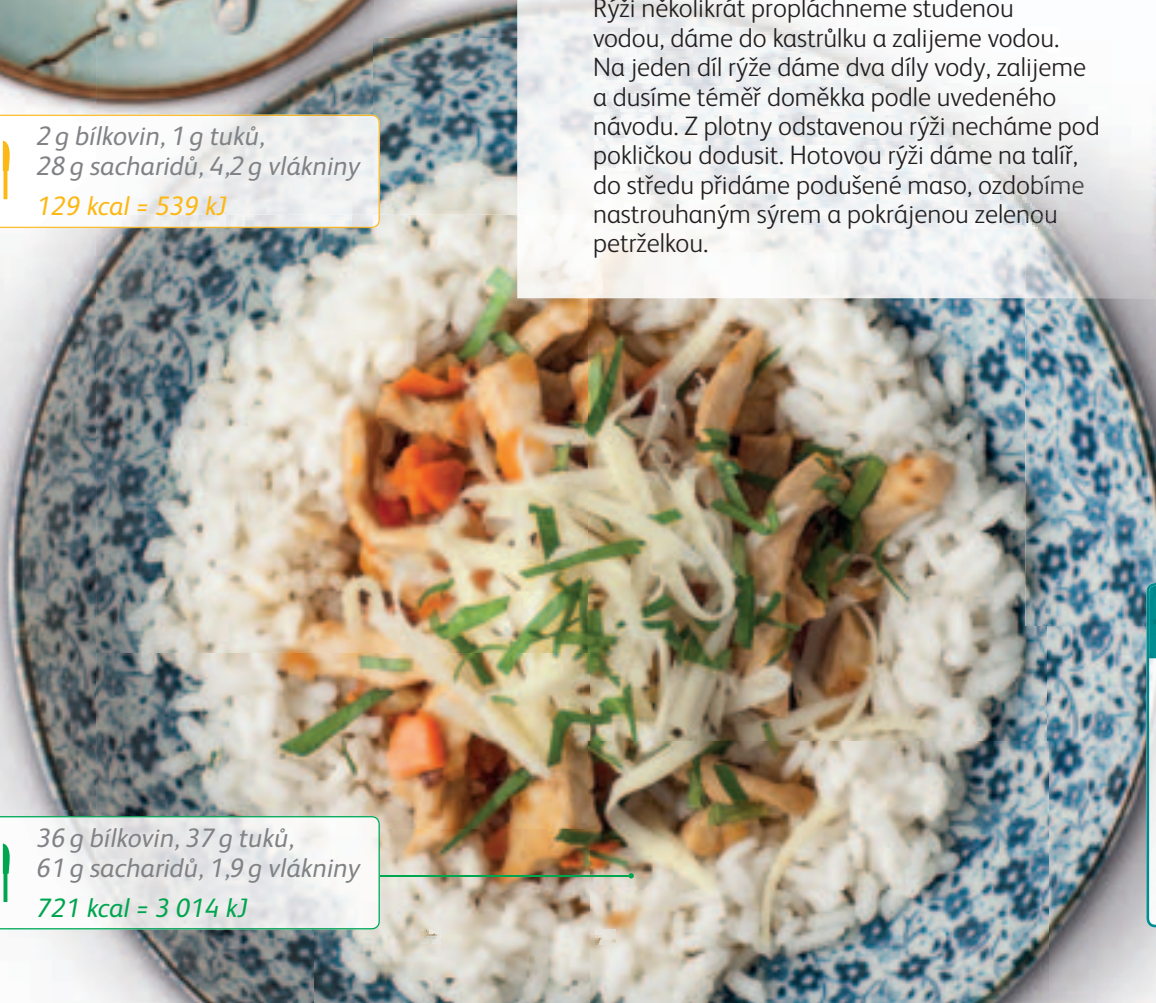 Rýži několikrát propláchneme studenou
vodou, dáme do kastrůlku a zalijeme vodou.
Na jeden díl rýže dáme dva díly vody, zalijeme
a dusíme téměř doměkka podle uvedeného
návodu. Z plotny odstavenou rýži necháme pod
pokličkou dodusit. Hotovou rýži dáme na talíř,
do středu přidáme podušené maso, ozdobíme
nastrouhaným sýrem a pokrájenou zelenou
petrželkou.
2 g bílkovin, 1 g tuků,
28 g sacharidů, 4,2 g vlákniny
129 kcal = 539 kJ
36 g bílkovin, 37 g tuků,
61 g sacharidů, 1,9 g vlákniny
721 kcal = 3 014 kJ